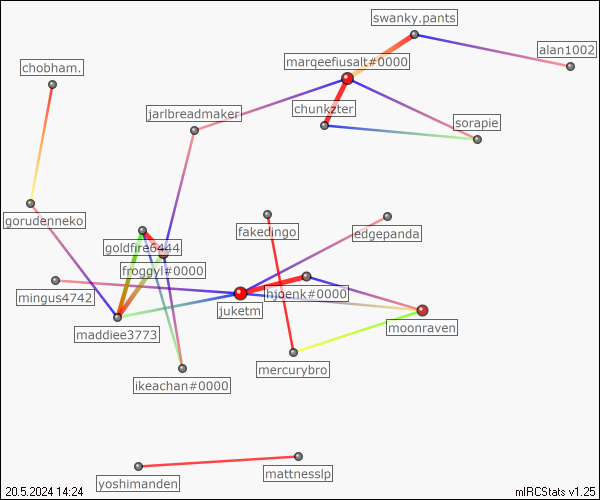 swanky.pants
alan1002
marqeefiusalt#0000
chobham.
chunkzter
jarlbreadmaker
sorapie
gorudenneko
fakedingo
edgepanda
goldfire6444
froggyl#0000
mingus4742
hjoenk#0000
juketm
moonraven
maddiee3773
mercurybro
ikeachan#0000
mattnesslp
yoshimanden
20.5.2024 14:24
mIRCStats v1.25